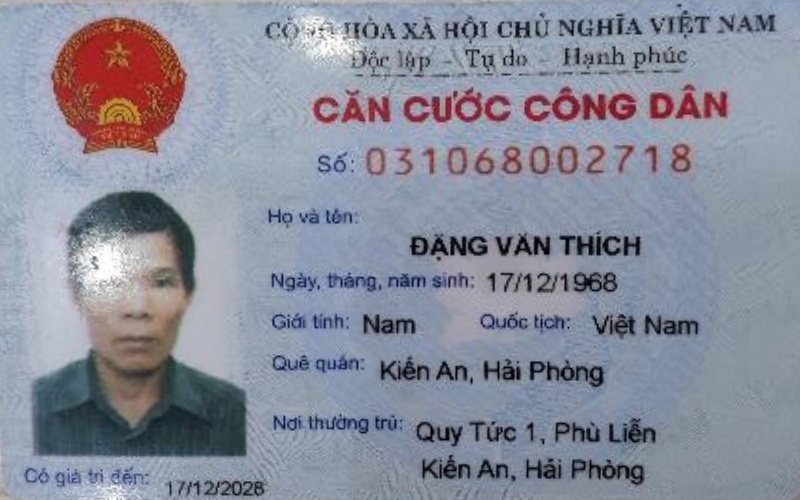 CỘNG HÒA XÃ HỘI CHỦ NGHĨA VIỆT NAM
Độc lập - Tự do - Hạnh phúc
CĂN CƯỚC CÔNG DÂN
Số: 031068002718
Họ và tên:
ĐẶNG VĂN THÍCH
Ngày, tháng, năm sinh: 17/12/1968
Giới tính: Nam Quốc tịch: Việt Nam
Quê quán: Kiến An, Hải Phòng
Nơi thường trú: Quy Tức 1, Phù Liễn
Kiến An, Hải Phòng
Có giá trị đến: 17/12/2028